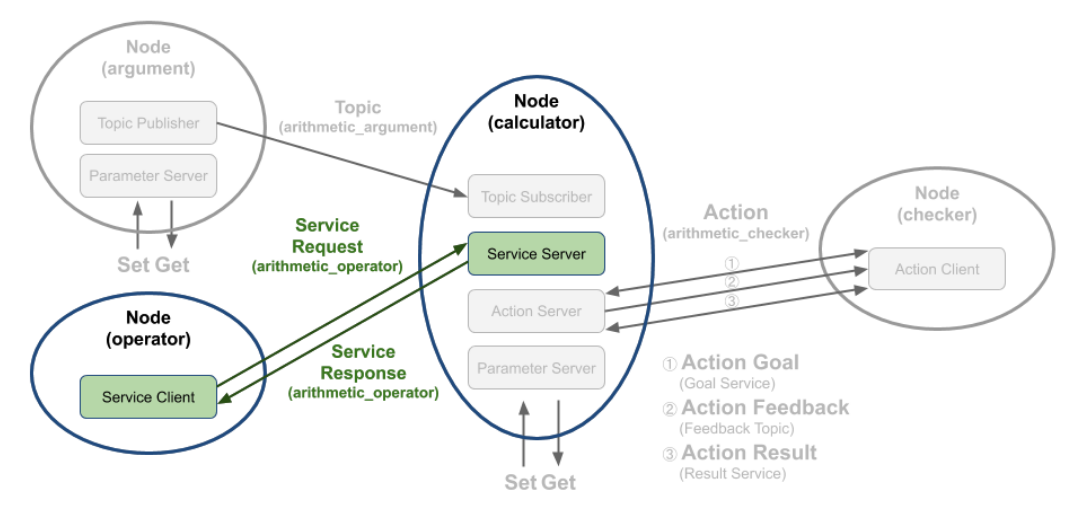 Node
(argument)
Topic Publisher
Parameter Server
Set Get
Topic
(arithmetic_argument)
Node
(calculator)
Topic Subscriber
Service Server
Action Server
Parameter Server
Set Get
Service
Request
(arithmetic_operator)
Node
(operator)
Service Client
Service
Response
(arithmetic_operator)
Action
(arithmetic_checker)
①
②
③
Node
(checker)
Action Client
① Action Goal
(Goal Service)
② Action Feedback
(Feedback Topic)
③ Action Result
(Result Service)